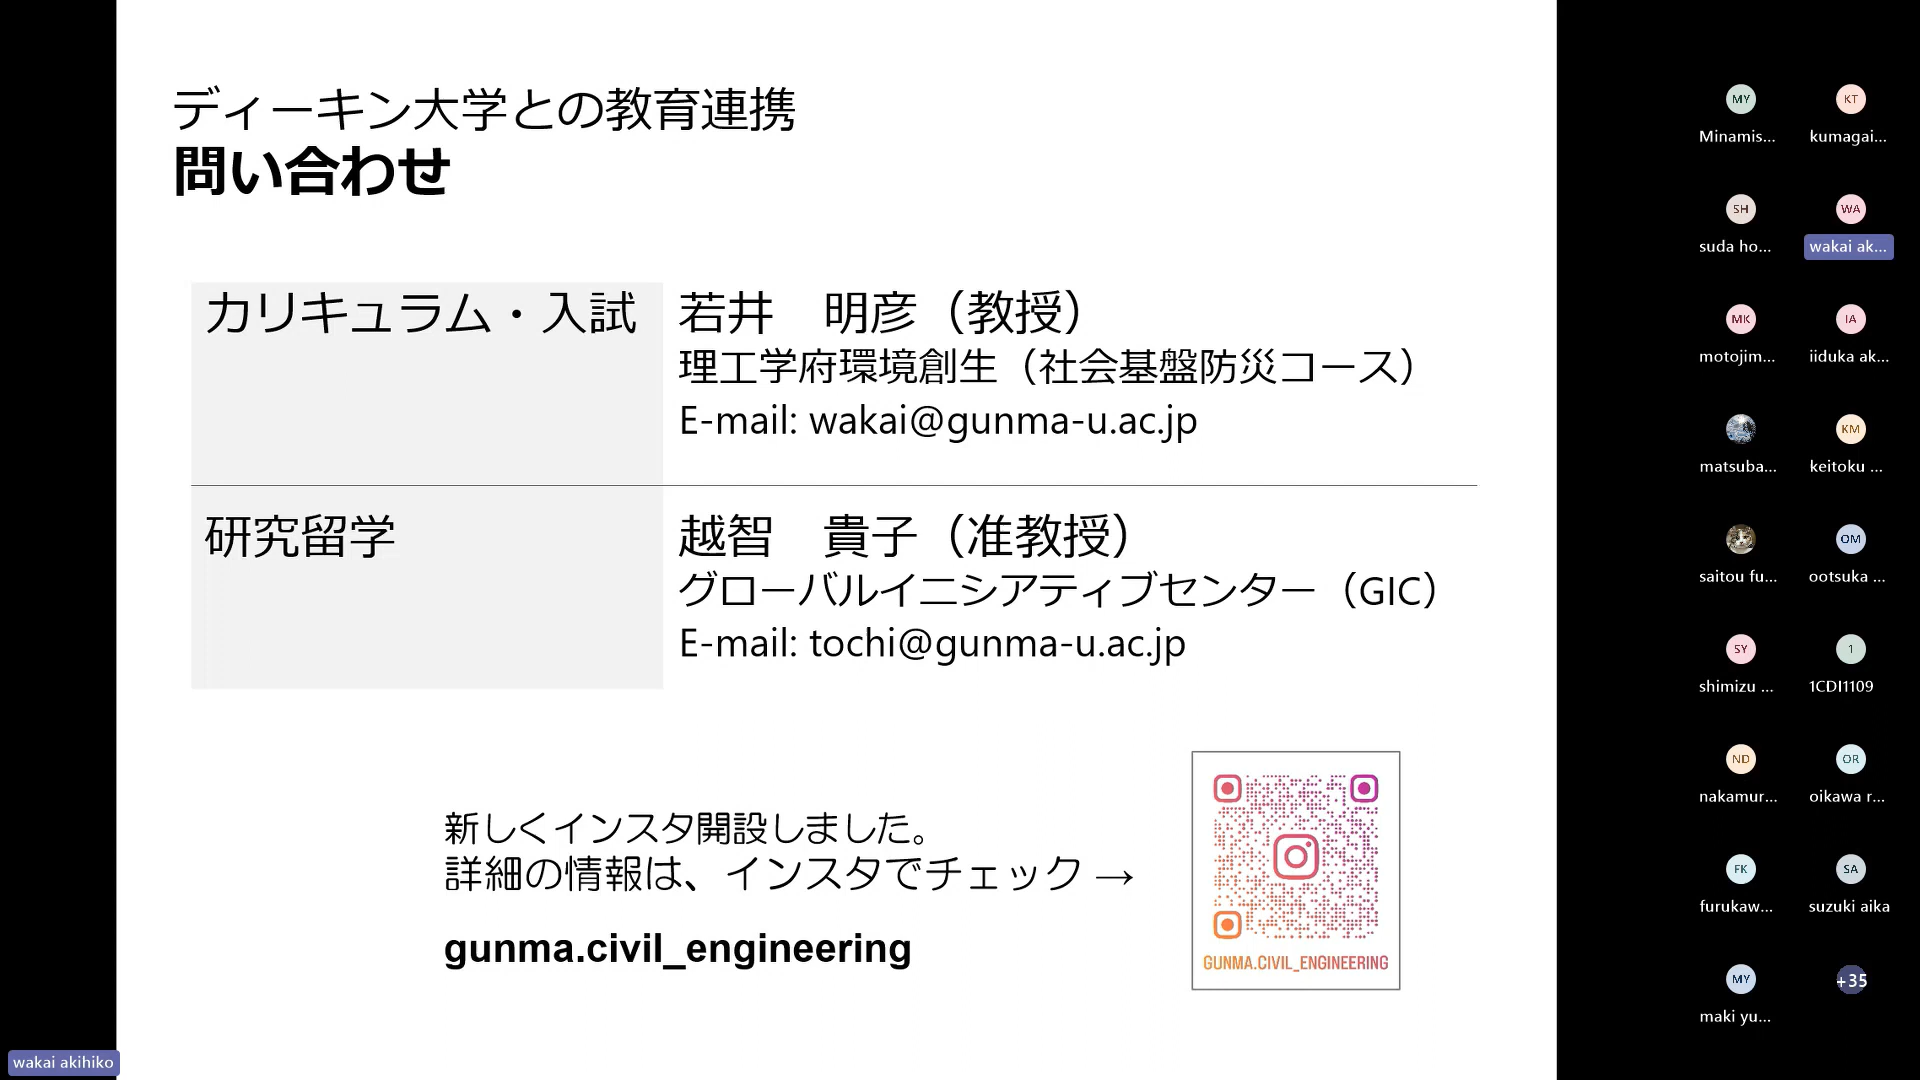 ディーキン大学との教育連携
問い合わせ
カリキュラム・入試
若井　明彦（教授）
理工学府環境創生（社会基盤防災コース）
E-mail: wakai@gunma-u.ac.jp
研究留学
越智　貴子（准教授）
グローバルイニシアティブセンター（GIC）
E-mail: tochi@gunma-u.ac.jp
新しくインスタ開設しました。
詳細の情報は、インスタでチェック →
gunma.civil_engineering
GUNMA.CIVIL_ENGINEERING
MY
Minamis...
KT
kumagai...
SH
suda ho...
WA
wakai ak...
MK
motojim...
IA
iiduka ak...
matsuba...
KM
keitoku ...
saitou fu...
OM
ootsuka ...
SY
shimizu ...
1
1CDI1109
ND
nakamur...
OR
oikawa r...
FK
furukaw...
SA
suzuki aika
MY
maki yu...
+35
wakai akihiko